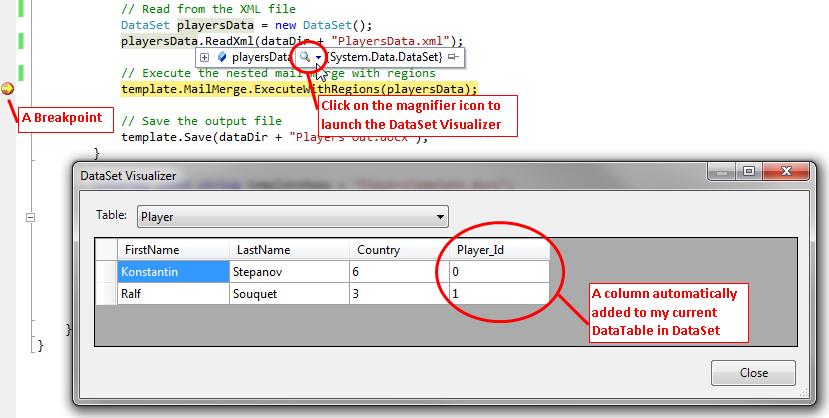 // Read from the XML file
DataSet playersData = new DataSet();
playersData.ReadXml(dataDir + "PlayersData.xml");
playersData {System.Data.DataSet}
// Execute the nested mail merge with regions
template.MailMerge.ExecuteWithRegions(playersData);
A Breakpoint
Click on the magnifier icon to
launch the DataSet Visualizer
// Save the output file
template.Save(dataDir + "Players Out.docx");
}
DataSet Visualizer
Table: Player
FirstName LastName Country Player_Id
Konstantin Stepanov 6 0
Ralf Souquet 3 1
A column automatically
added to my current
DataTable in DataSet
}
}
Close